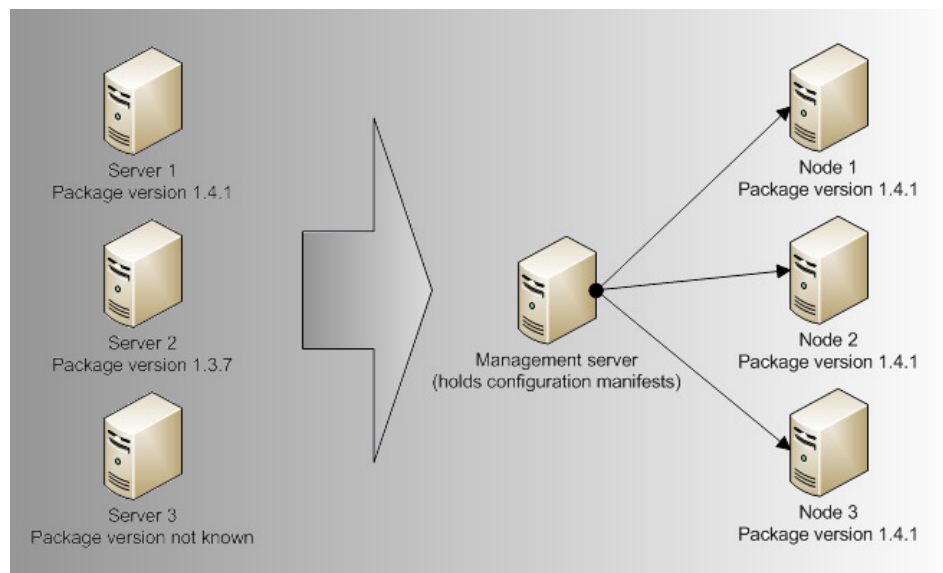 Server 1
Package version 1.4.1
Server 2
Package version 1.3.7
Server 3
Package version not known
Management server
(holds configuration manifests)
Node 1
Package version 1.4.1
Node 2
Package version 1.4.1
Node 3
Package version 1.4.1